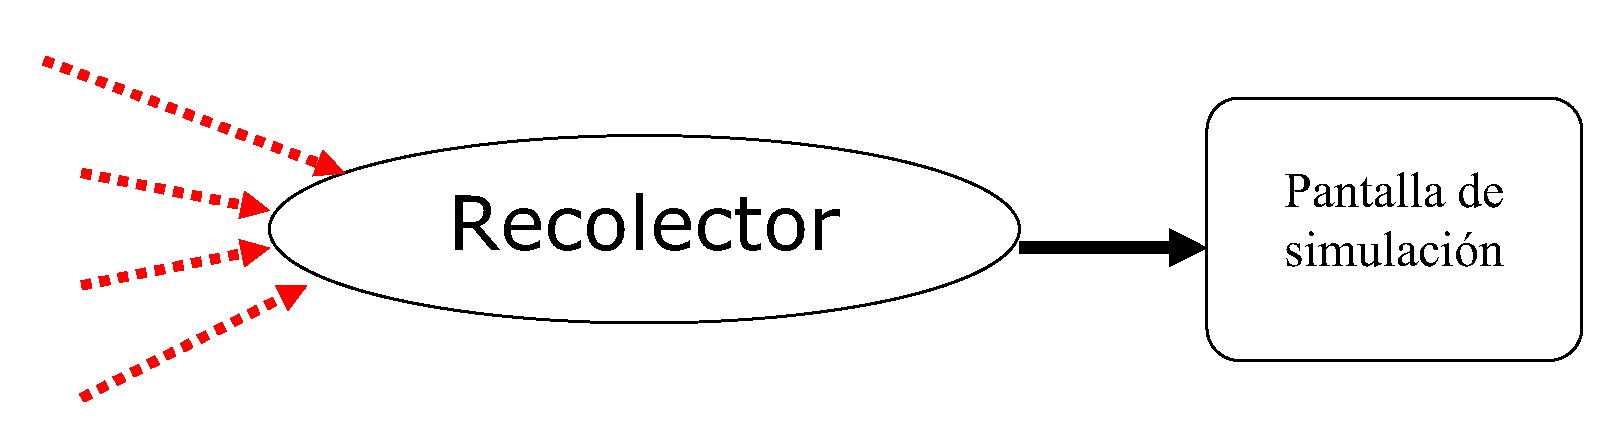 Recolector
Pantalla de
simulación